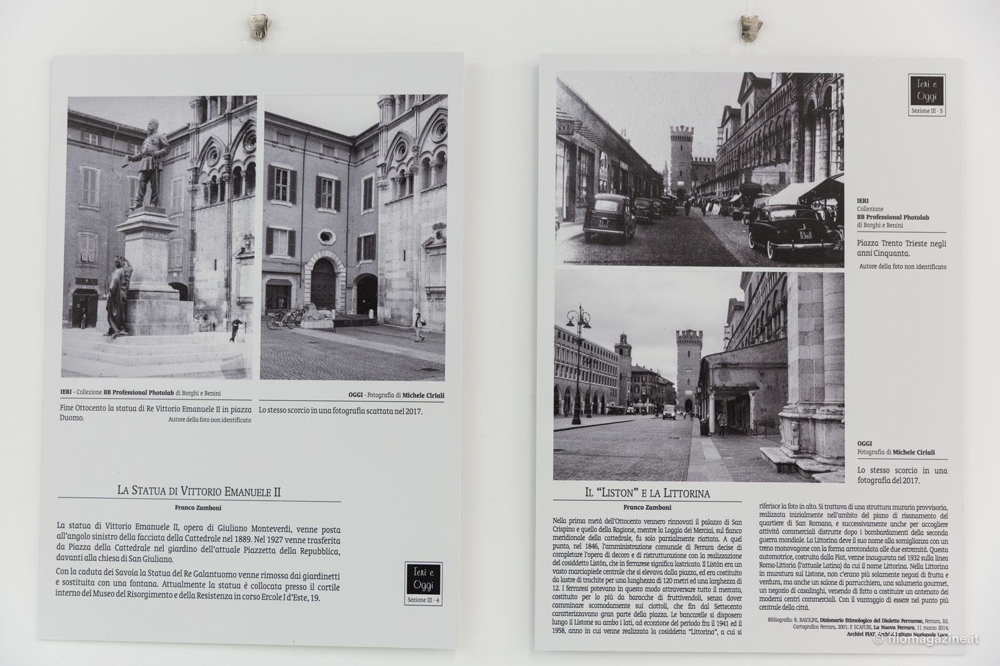 IERI - Collezione BB Professional Photolab di Borghi e Benini
Fine Ottocento la statua di Re Vittorio Emanuele II in piazza
Duomo.
Autore della foto non identificato
OGGI - Fotografia di Michele Ciriali
Lo stesso scorcio in una fotografia scattata nel 2017.
La Statua di Vittorio Emanuele II
Franco Zamboni
La statua di Vittorio Emanuele II, opera di Giuliano Monteverdi, venne posta
all'angolo sinistro della facciata della Cattedrale nel 1889. Nel 1927 venne trasferita
da Piazza della Cattedrale nel giardino dell'attuale Piazzetta della Repubblica,
davanti alla chiesa di San Giuliano.
Con la caduta dei Savoia la Statua del Re Galantuomo venne rimossa dai giardinetti
e sostituita con una fontana. Attualmente la statua è collocata presso il cortile
interno del Museo del Risorgimento e della Resistenza in corso Ercole I d'Este, 19.
Ieri e
Oggi
Sezione III · 4
Ieri e
Oggi
Sezione III · 5
IERI
Collezione
BB Professional Photolab
di Borghi e Benini
Piazza Trento Trieste negli
anni Cinquanta.
Autore della foto non identificato
OGGI
Fotografia di Michele Ciriali
Lo stesso scorcio in una
fotografia del 2017.
Il "Liston" e la Littorina
Franco Zamboni
Nella prima metà dell'Ottocento vennero rinnovati il palazzo di San
Crispino e quello della Ragione, mentre la Loggia dei Merciai, sul fianco
meridionale della cattedrale, fu solo parzialmente riattata. A quel
punto, nel 1846, l'amministrazione comunale di Ferrara decise di
completare l'opera di decoro e di ristrutturazione con la realizzazione
del cosiddetto Listón, che in ferrarese significa lastricato. Il Listón era un
vasto marciapiede centrale che si elevava dalla piazza, ed era costituito
da lastre di trachite per una lunghezza di 120 metri ed una larghezza di
12. I ferraresi potevano in questo modo attraversare tutto il mercato,
costituito per lo più da baracche di fruttivendoli, senza dover
camminare scomodamente sui ciottoli, che fin dal Settecento
caratterizzavano gran parte della piazza. Le bancarelle si disposero
lungo il Listone su ambo i lati, ad eccezione del periodo fra il 1941 ed il
1958, anno in cui venne realizzata la cosiddetta "Littorina", a cui si
riferisce la foto in alto. Si trattava di una struttura muraria provvisoria,
realizzata inizialmente nell'ambito del piano di risanamento del
quartiere di San Romano, e successivamente anche per accogliere
attività commerciali distrutte dopo i bombardamenti della seconda
guerra mondiale. La Littorina deve il suo nome alla somiglianza con un
treno monovagone con la forma arrotondata alle due estremità. Questa
automotrice, costruita dalla Fiat, venne inaugurata nel 1932 sulla linea
Roma-Littoria (l'attuale Latina) da cui il nome Littorina. Nella Littorina
in muratura sul Listone, non c'erano più solamente negozi di frutta e
verdura, ma anche un salone di parrucchiera, una salumeria gourmet,
un negozio di casalinghi, venendo di fatto a costituire un antenato dei
moderni centri commerciali. Con il vantaggio di essere nel punto più
centrale della città.
Bibliografia: R. BAIOLINI, Dizionario Etimologico del Dialetto Ferrarese, Ferrara, Ed.
Cartografica Ferrara, 2001; F. SCAFURI, La Nuova Ferrara, 11 marzo 2014;
Archivi FIAT; Archivi Istituto Nazionale Luce.
© filomagazine.it